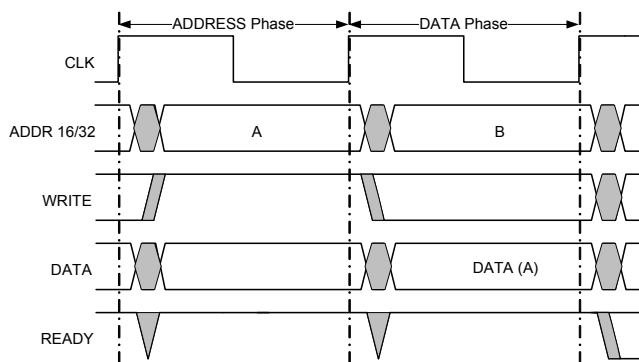 ADDRESS Phase DATA Phase
CLK
ADDR 16/32 A B
WRITE
DATA DATA (A)
READY